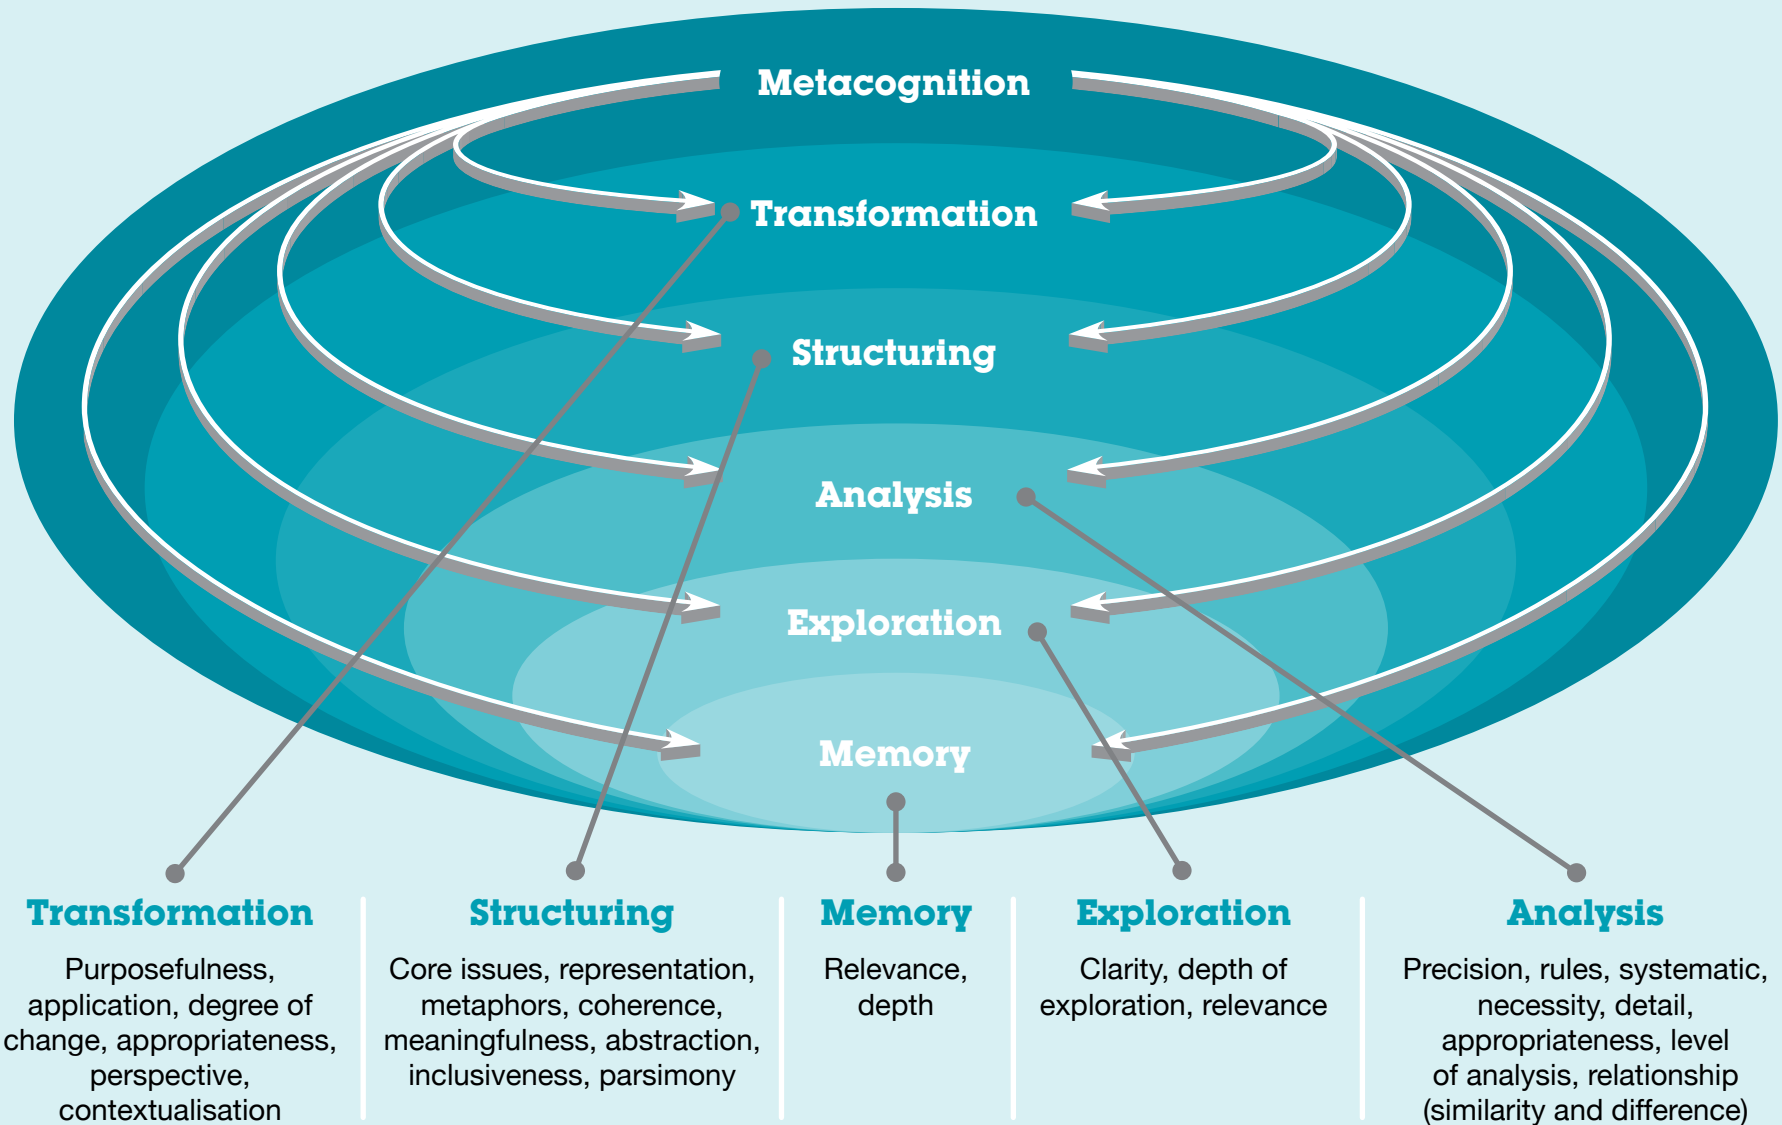 Metacognition
Transformation
Structuring
Analysis
Exploration
Memory
Transformation
Purposefulness,
application, degree of
change, appropriateness,
perspective,
contextualisation
Structuring
Core issues, representation,
metaphors, coherence,
meaningfulness, abstraction,
inclusiveness, parsimony
Memory
Relevance,
depth
Exploration
Clarity, depth of
exploration, relevance
Analysis
Precision, rules, systematic,
necessity, detail,
appropriateness, level
of analysis, relationship
(similarity and difference)